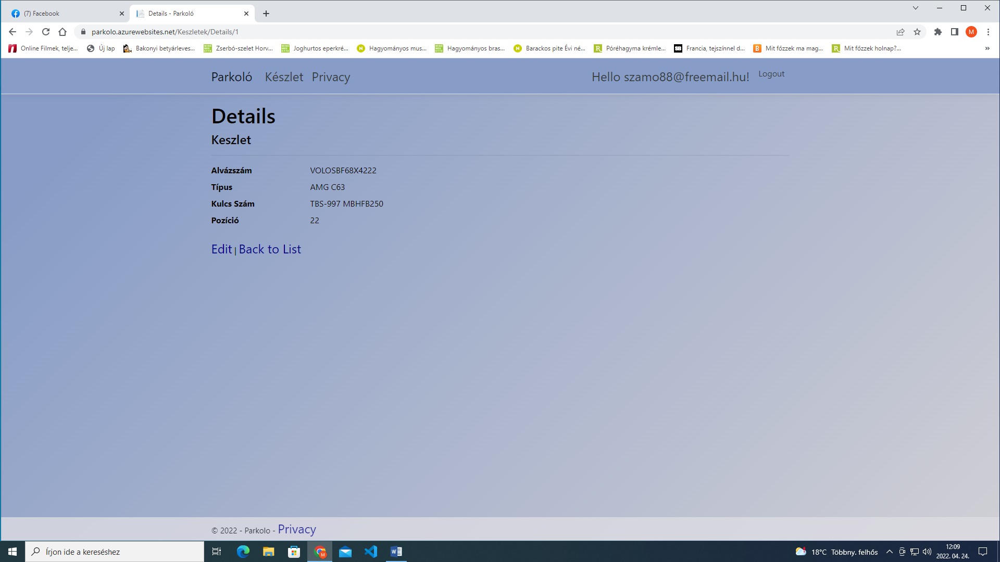 (7) Facebook
Details - Parkoló
parkolo.azurewebsites.net/Keszletek/Details/1
M
Online Filmek, telje...
Új lap
Bakonyi betyárleves...
Zserbó-szelet Horv...
Joghurtos eperkré...
Hagyományos mus...
Hagyományos bras...
Barackos pite Évi né...
Póréhagyma krémle...
Francia, tejszínnel d...
Mit főzzek ma mag...
Mit főzzek holnap?...
»
Parkoló Készlet Privacy
Hello szamo88@freemail.hu! Logout
Details
Keszlet
Alvázszám VOLOSBF68X4222
Típus AMG C63
Kulcs Szám TBS-997 MBHFB250
Pozíció 22
Edit | Back to List
© 2022 - Parkolo - Privacy
Írjon ide a kereséshez
18°C Többny. felhős
12:09
2022. 04. 24.